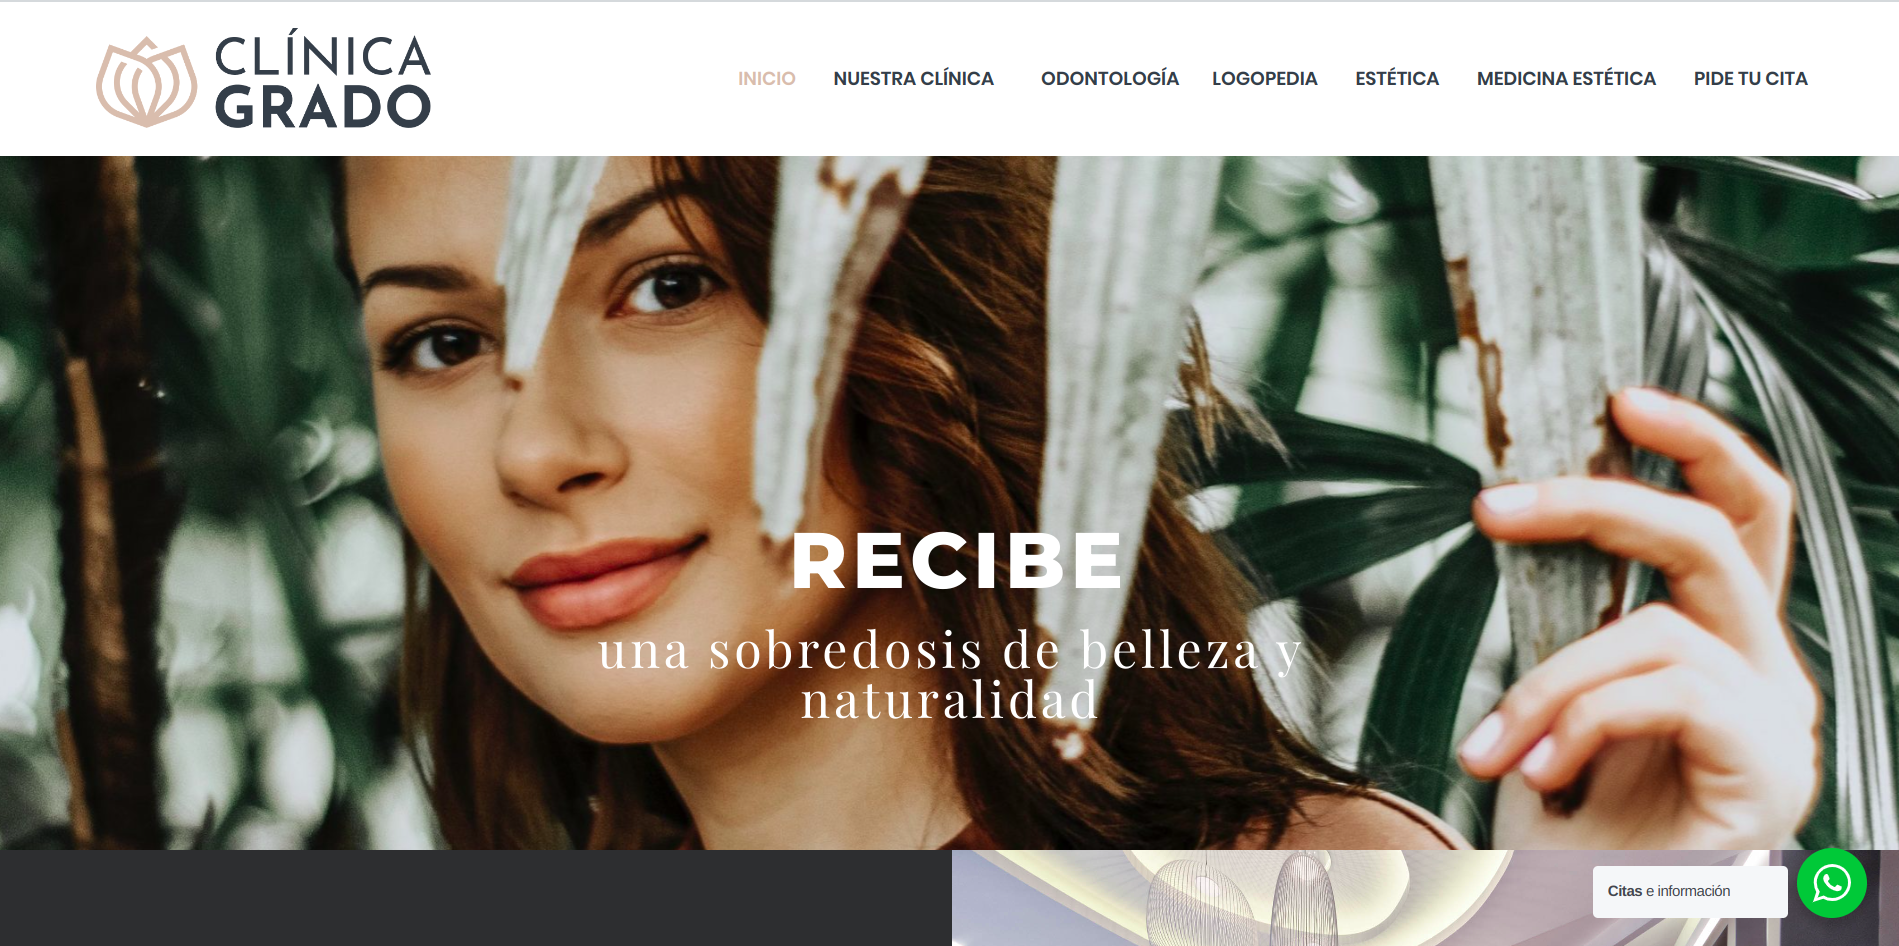 CLÍNICA
GRADO
INICIO NUESTRA CLÍNICA ODONTOLOGÍA LOGOPEDIA ESTÉTICA MEDICINA ESTÉTICA PIDE TU CITA
RECIBE
una sobredosis de belleza y
naturalidad
Citas e información